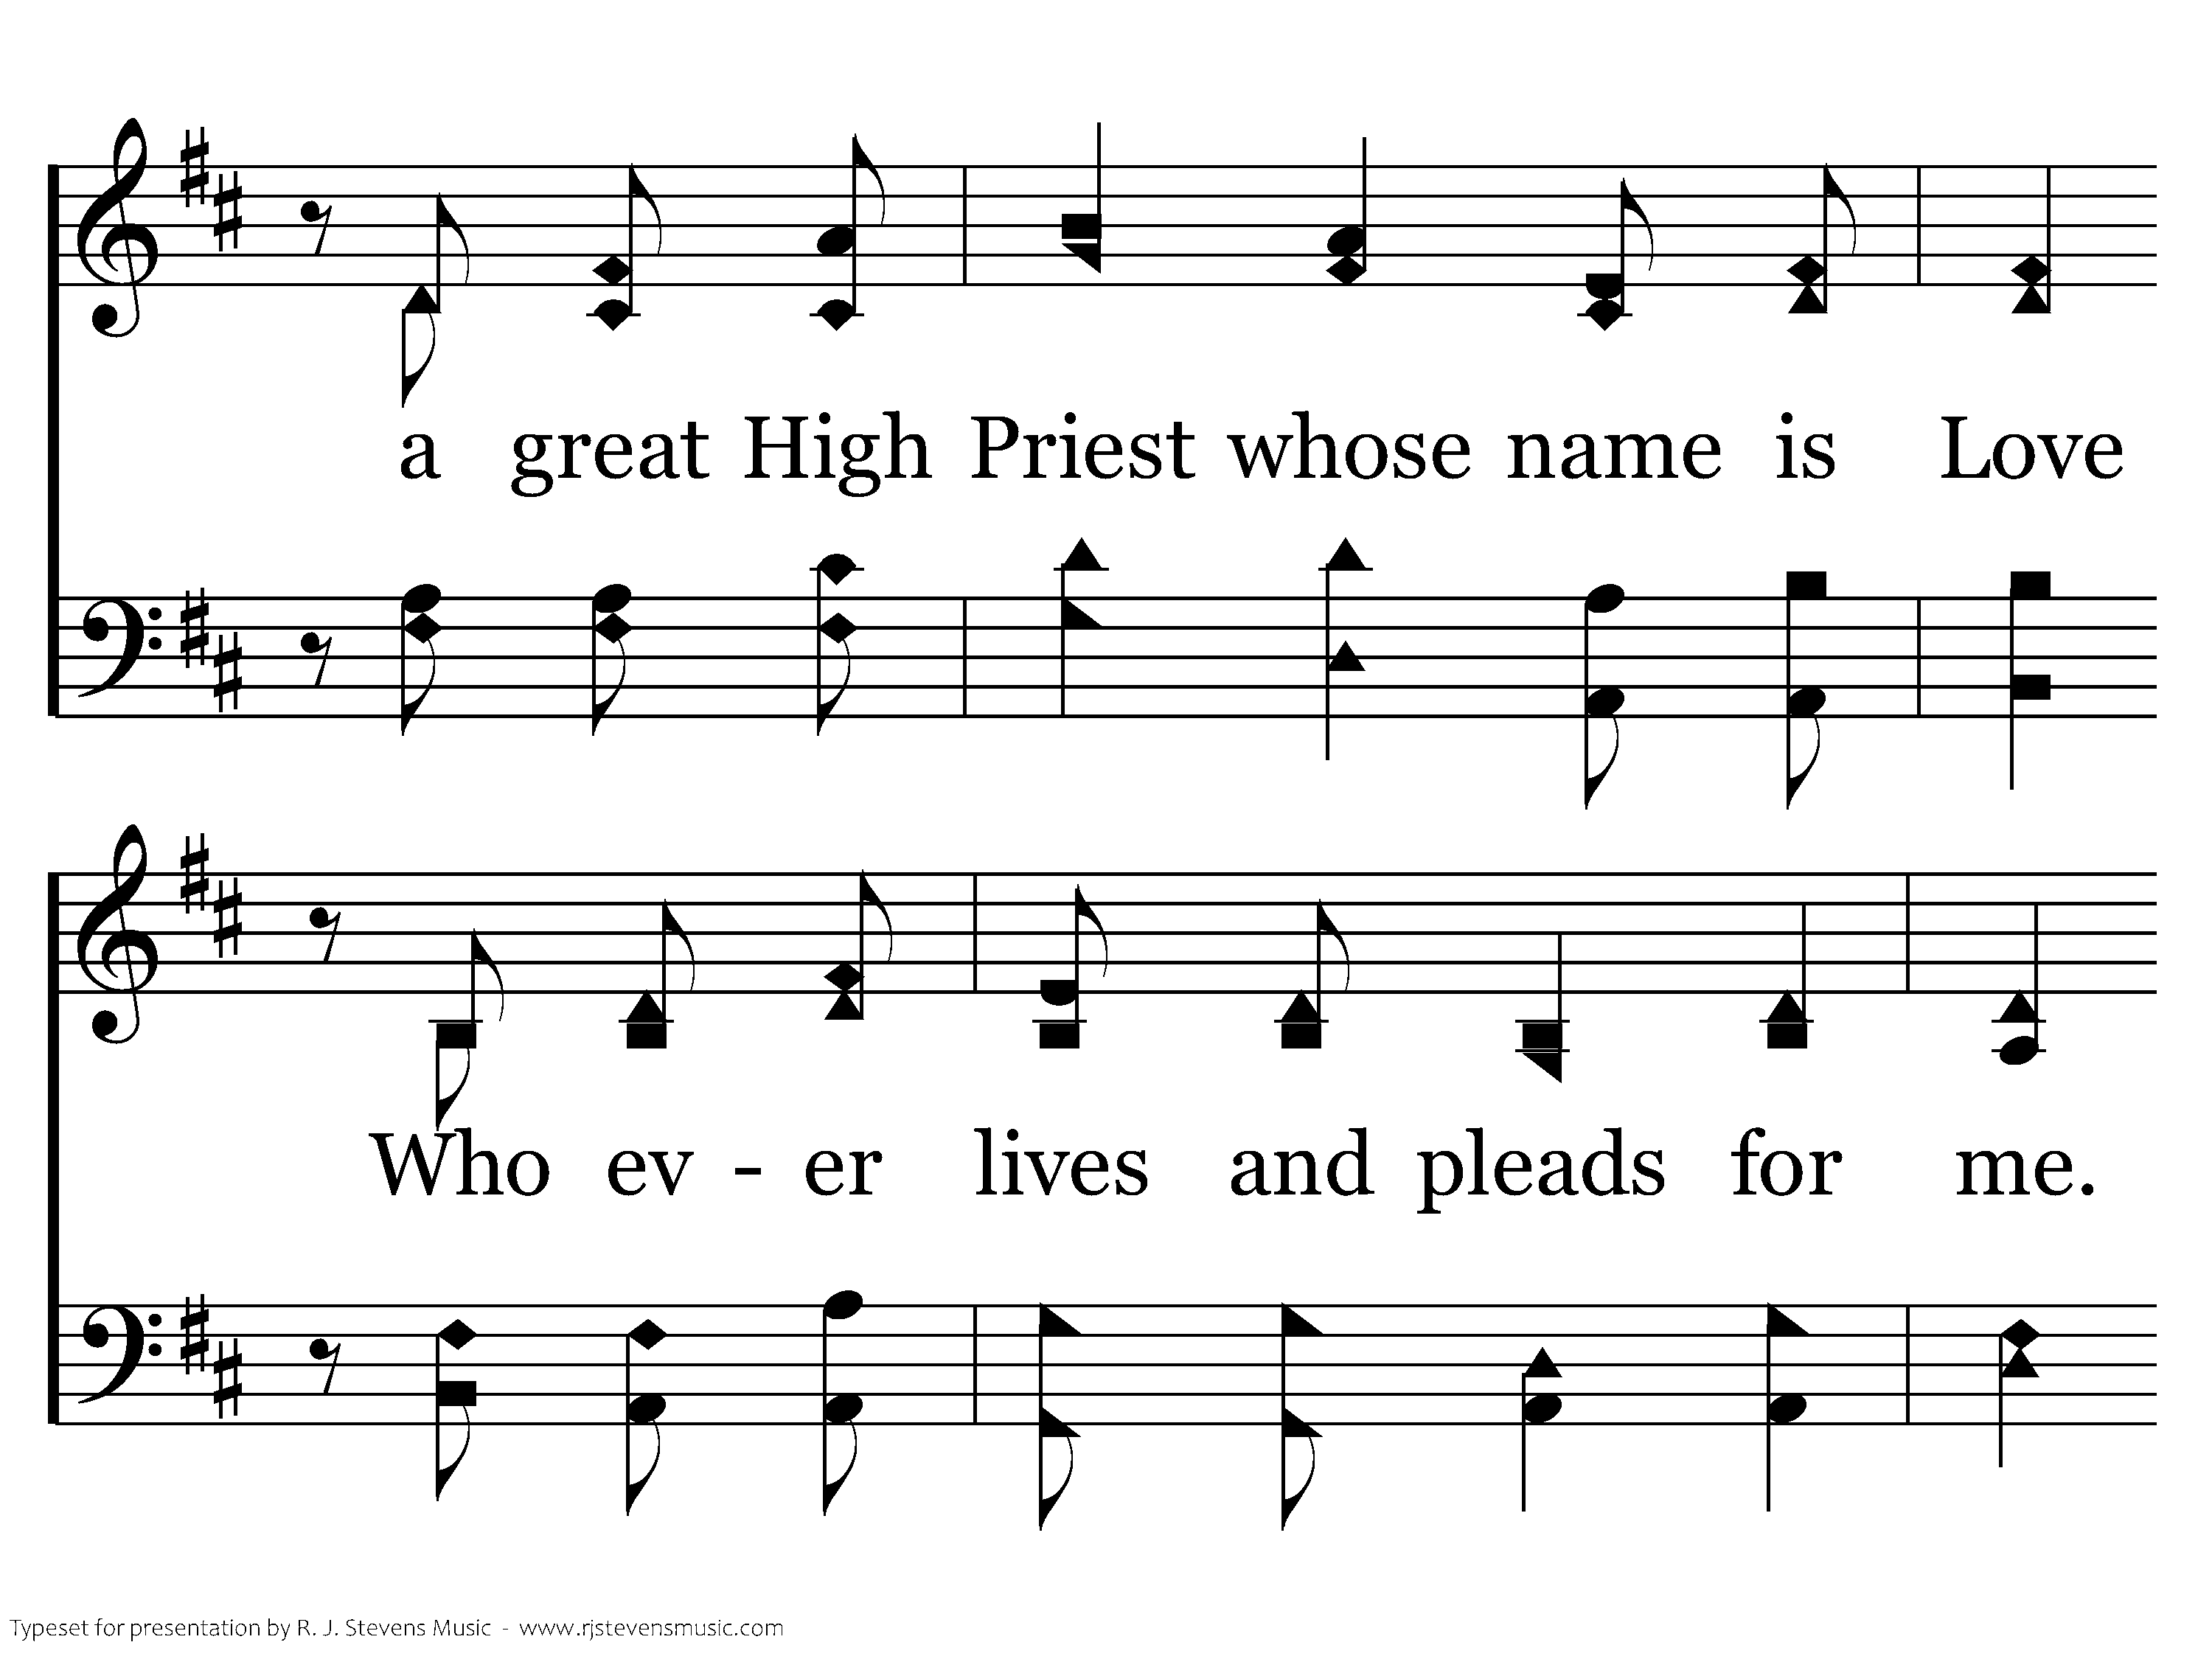 a great High Priest whose name is Love
Who ev - er lives and pleads for me.
Typeset for presentation by R. J. Stevens Music - www.rjstevensmusic.com